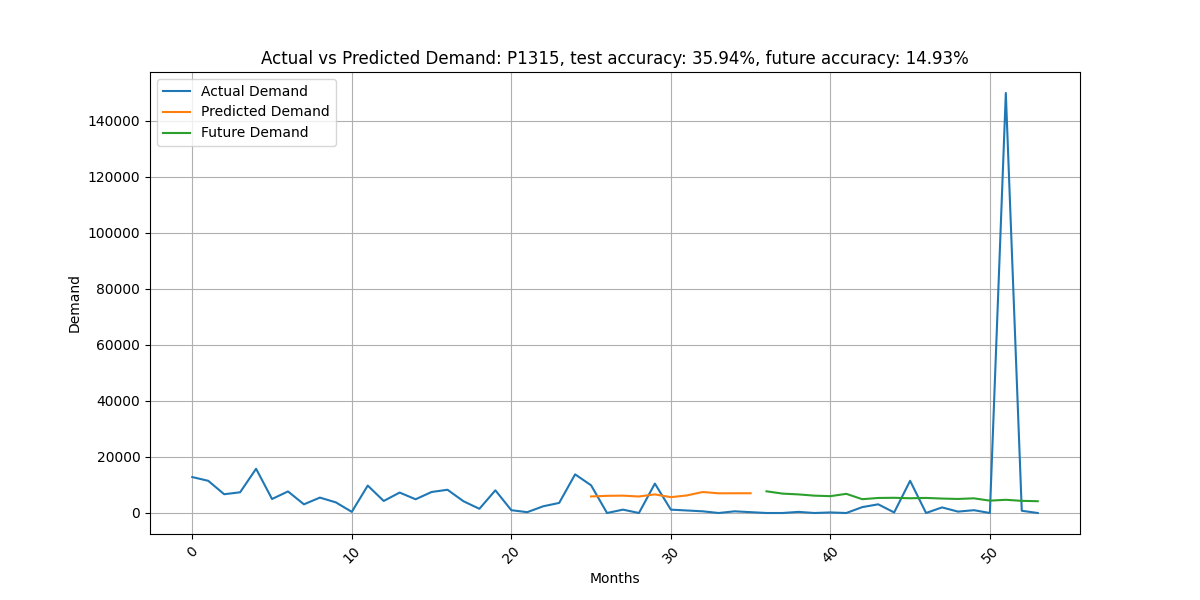 Actual vs Predicted Demand: P1315, test accuracy: 35.94%, future accuracy: 14.93%
Actual Demand
Predicted Demand
Future Demand
140000
120000
100000
80000
60000
40000
20000
0
Demand
0
10
20
30
40
50
Months